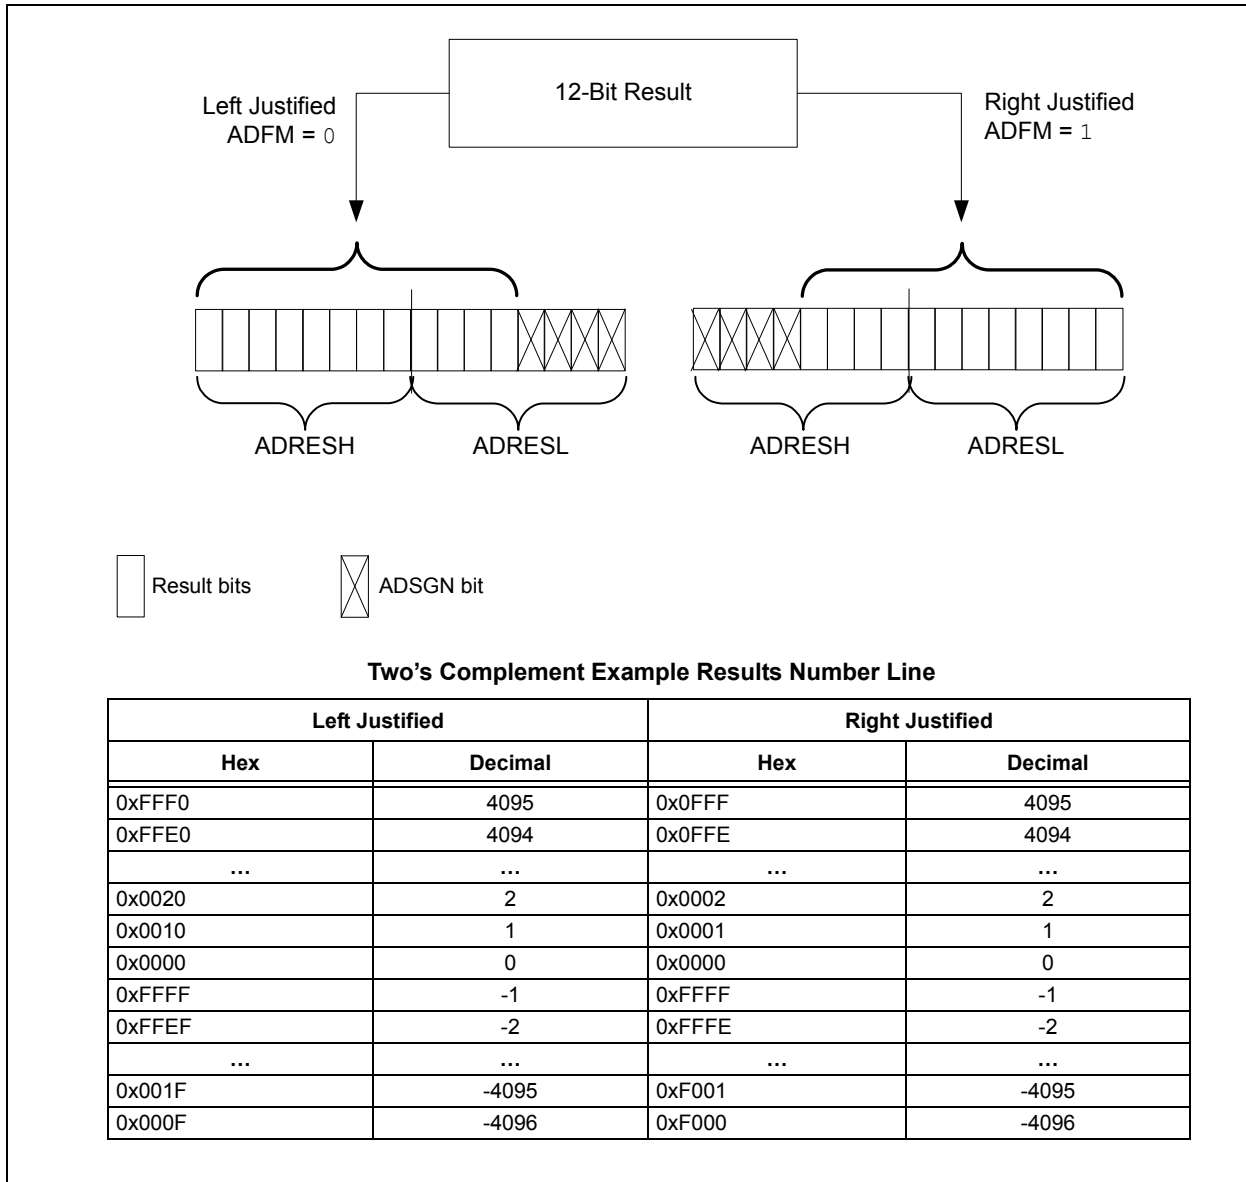 12-Bit Result
Left Justified
ADFM = 0
Right Justified
ADFM = 1
ADRESH
ADRESL
ADRESH
ADRESL
Result bits
ADSGN bit
Two's Complement Example Results Number Line
Left Justified Right Justified
Hex Decimal Hex Decimal
0xFFF0 4095 0x0FFF 4095
0xFFE0 4094 0x0FFE 4094
... ... ... ...
0x0020 2 0x0002 2
0x0010 1 0x0001 1
0x0000 0 0x0000 0
0xFFFF -1 0xFFFF -1
0xFFEF -2 0xFFFE -2
... ... ... ...
0x001F -4095 0xF001 -4095
0x000F -4096 0xF000 -4096